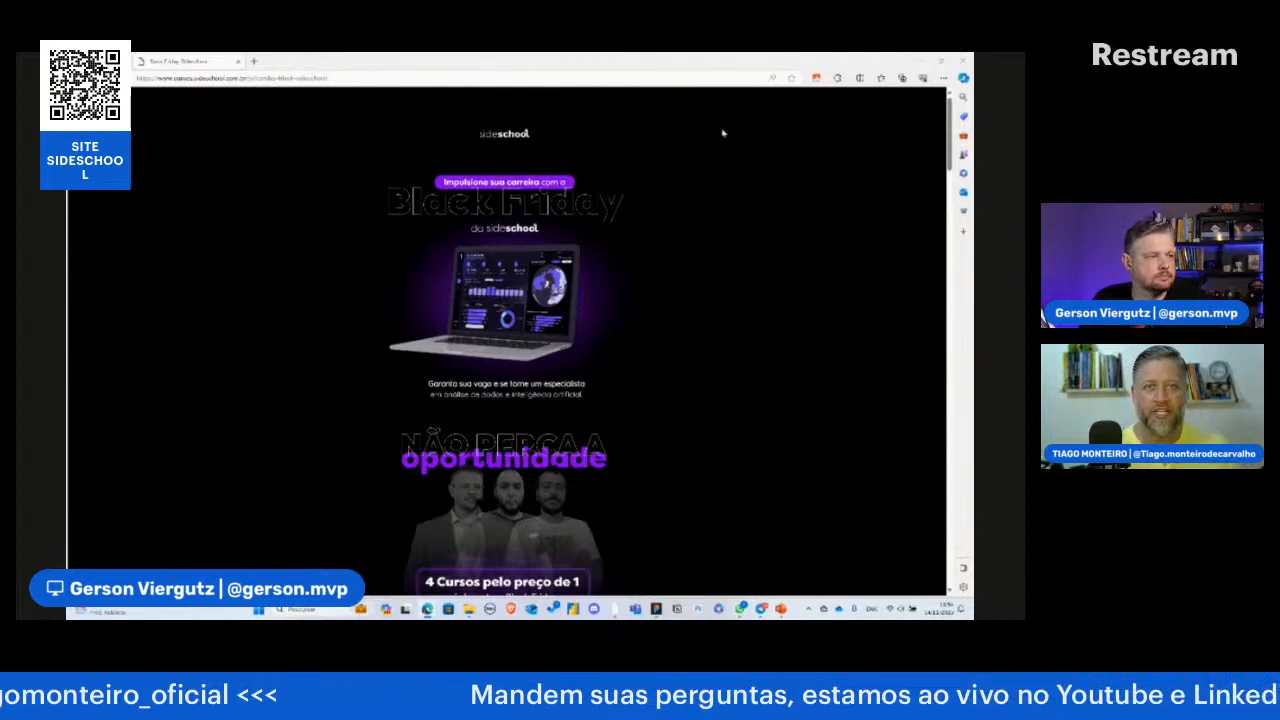 Restream
SITE
SIDESCHOO
L
sideschool
Impulsione sua carreira com a
Black Friday
da sideschool
Garanta sua vaga e se torne um especialista
em análise de dados e inteligência artificial.
NÃO PERCA A
oportunidade
4 Cursos pelo preço de 1
Gerson Viergutz | @gerson.mvp
TIAGO MONTEIRO | @Tiago.monteirodecarvalho
Gerson Viergutz | @gerson.mvp
Pesquisar
ENG
gomonteiro_oficial <<<
Mandem suas perguntas, estamos ao vivo no Youtube e Linked